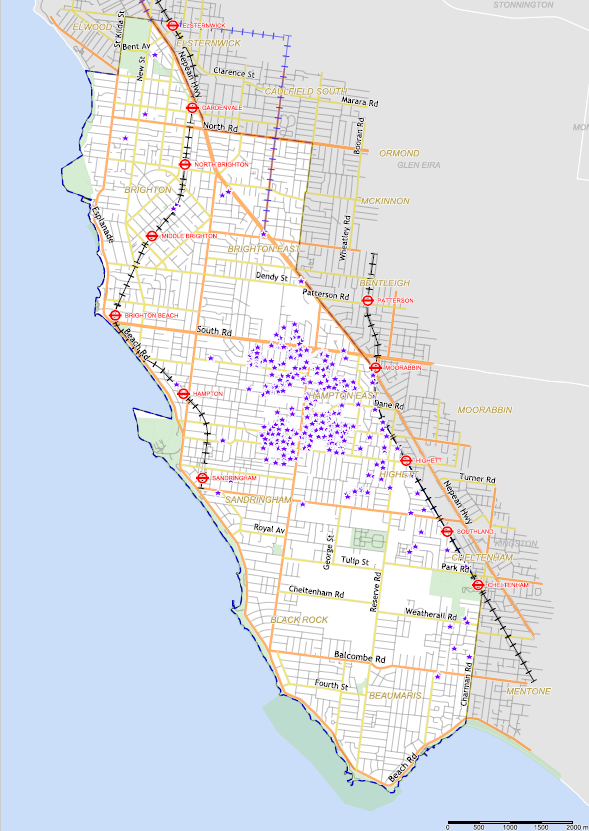 STONNINGTON
ELSTERNWICK
ELWOOD
St Kilda St
Bent Av
ELSTERNWICK
New St
Nepean Hwy
Clarence St
CAULFIELD SOUTH
Marara Rd
GARDENVALE
North Rd
Booran Rd
MON
ORMOND
GLEN EIRA
NORTH BRIGHTON
BRIGHTON
MCKINNON
Esplanade
Wheatley Rd
MIDDLE BRIGHTON
BRIGHTON EAST
Dendy St
BENTLEIGH
Patterson Rd
PATTERSON
BRIGHTON BEACH
South Rd
Beach Rd
MOORABBIN
HAMPTON
HAMPTON EAST
Dane Rd
MOORABBIN
HIGHETT
HIGHETT
SANDRINGHAM
Turner Rd
SANDRINGHAM
Nepean Hwy
Royal Av
George St
SOUTHLAND
KINGSTON
CHELTENHAM
Tulip St
Park Rd
Reserve Rd
CHELTENHAM
Cheltenham Rd
Weatherall Rd
BLACK ROCK
Balcombe Rd
Charman Rd
Fourth St
BEAUMARIS
MENTONE
Beach Rd
0 500 1000 1500 2000 m